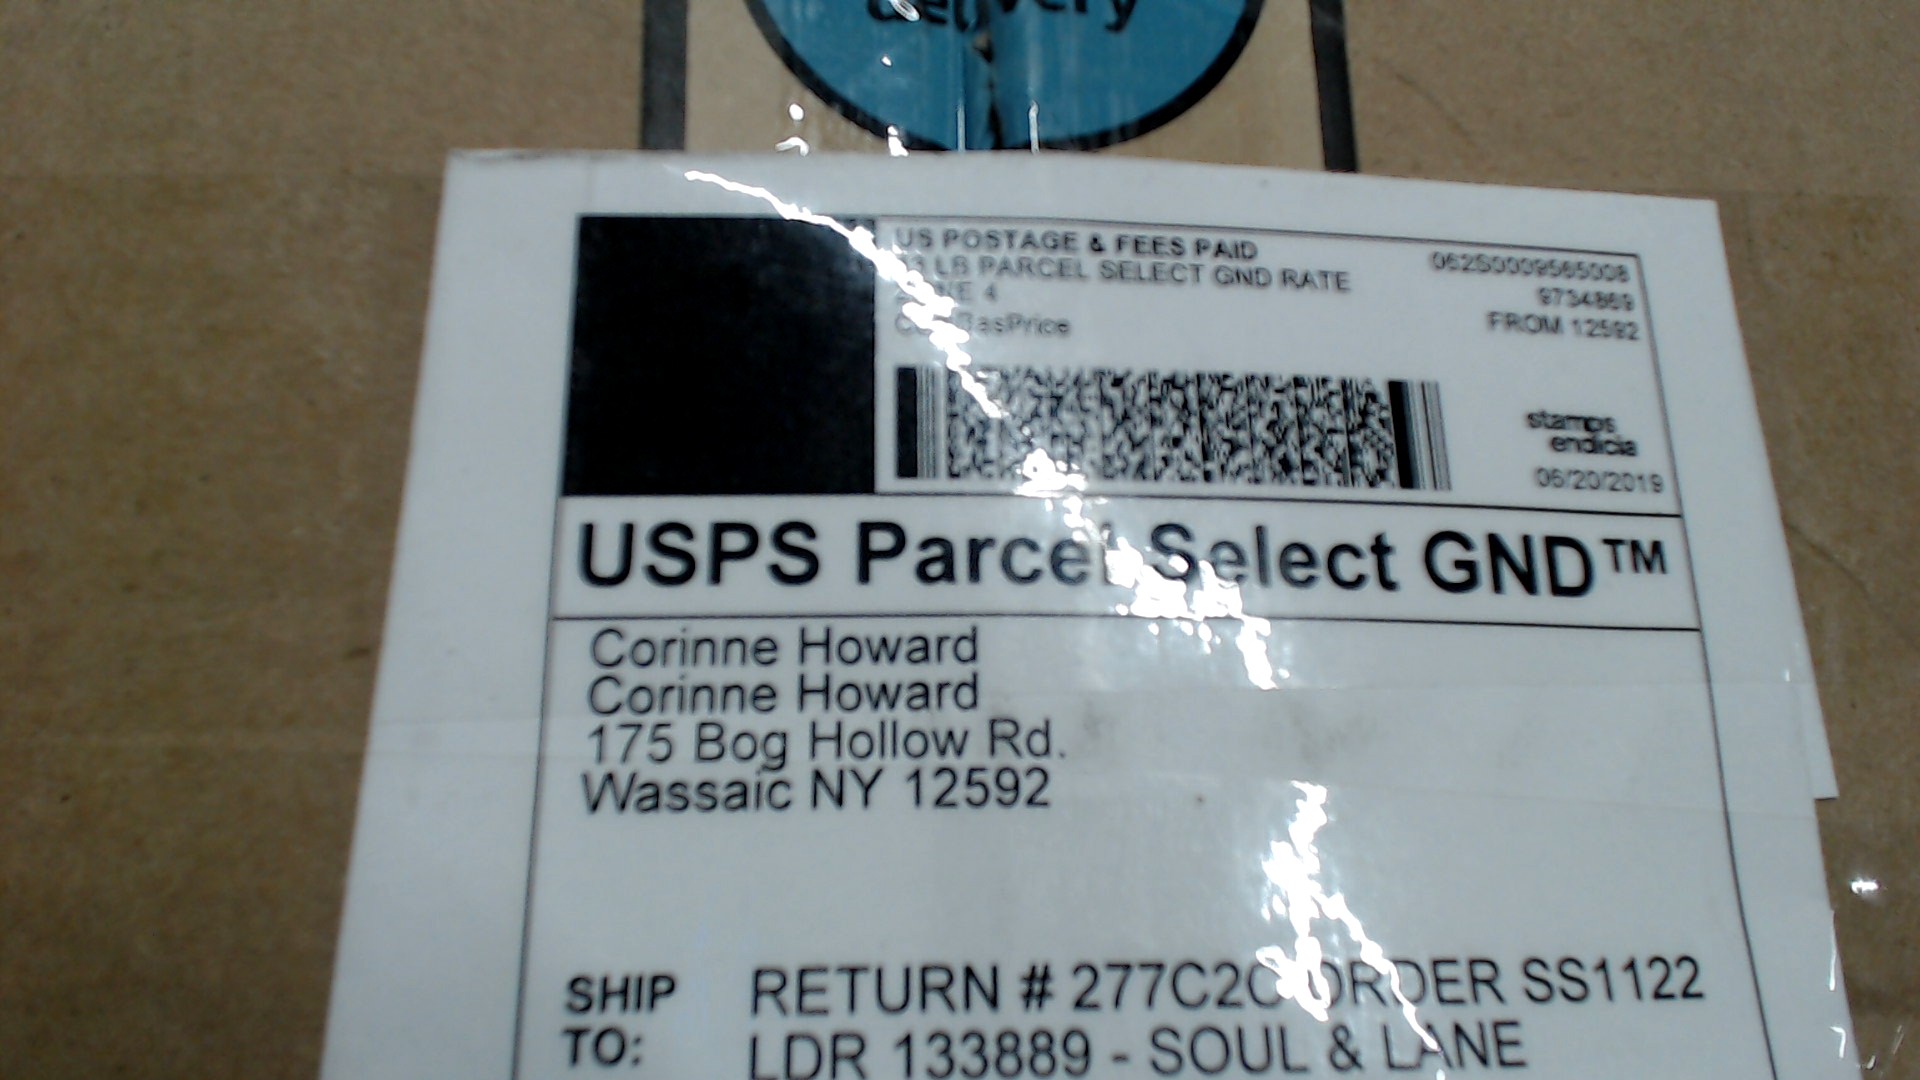 delivery
US POSTAGE & FEES PAID
LB PARCEL SELECT GND RATE
4
062S0009565008
9734869
FROM 12592
stamps
endicia
06/20/2019
USPS Parcel Select GND™
Corinne Howard
Corinne Howard
175 Bog Hollow Rd.
Wassaic NY 12592
SHIP TO:
RETURN # ORDER SS1122
LDR 133889 - SOUL & LANE